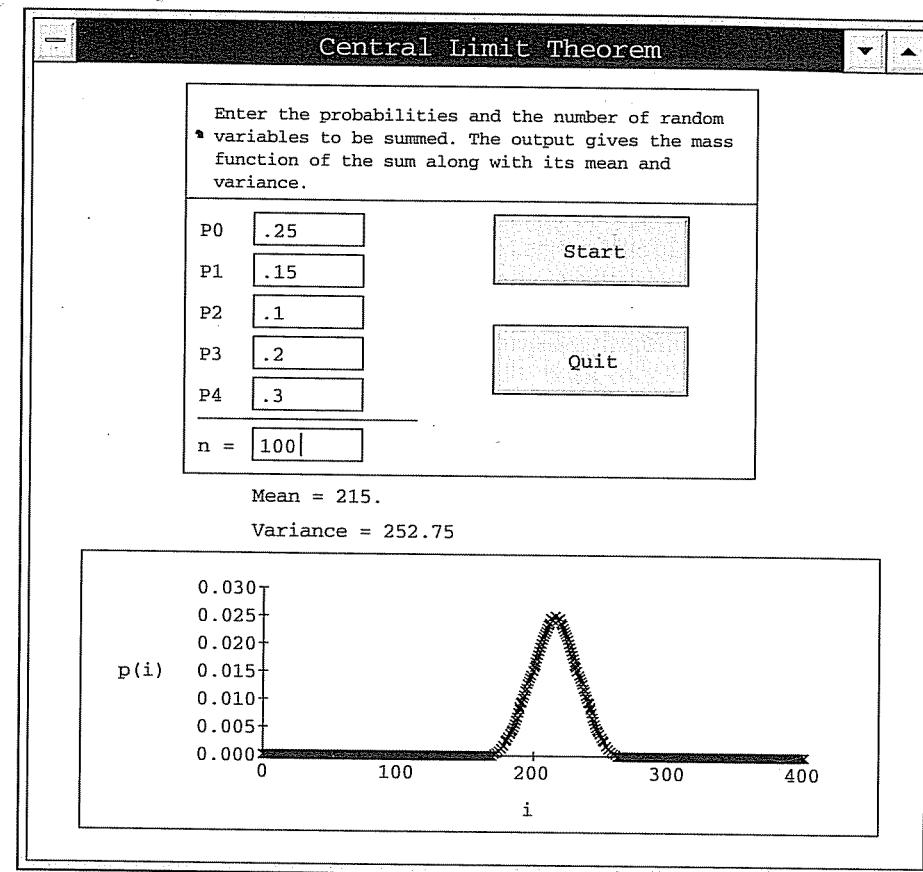 Central Limit Theorem
Enter the probabilities and the number of random
variables to be summed. The output gives the mass
function of the sum along with its mean and
variance.
P0 .25
Start
P1 .15
P2 .1
P3 .2
Quit
P4 .3
n = 100
Mean = 215.
Variance = 252.75
0.030
0.025
0.020
p(i) 0.015
0.010
0.005
0.000
0 100 200 300 400
i